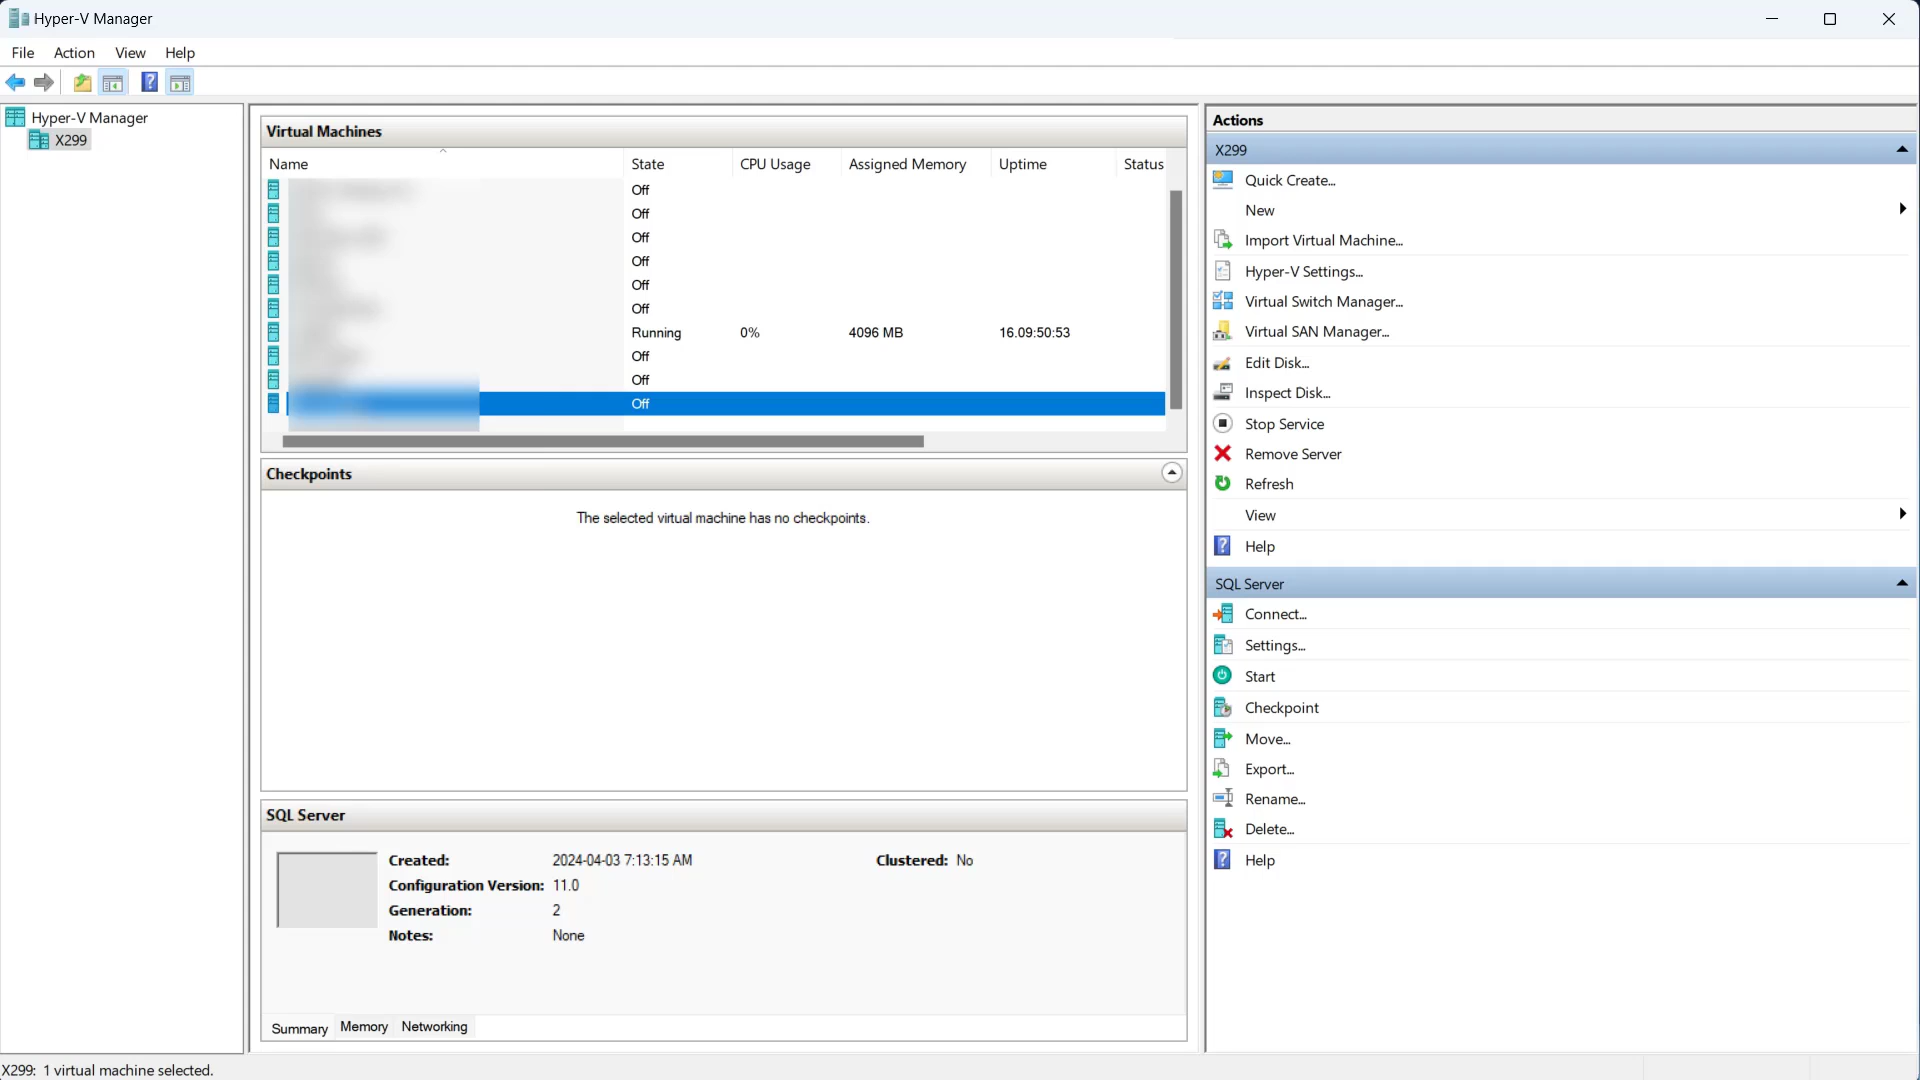 Hyper-V Manager
File Action View Help
Hyper-V Manager
X299
Virtual Machines
Name State CPU Usage Assigned Memory Uptime Status
Off
Off
Off
Off
Off
Off
Running 0% 4096 MB 16.09:50:53
Off
Off
Off
Checkpoints
The selected virtual machine has no checkpoints.
SQL Server
Created: 2024-04-03 7:13:15 AM Clustered: No
Configuration Version: 11.0
Generation: 2
Notes: None
Summary Memory Networking
Actions
X299
Quick Create...
New
Import Virtual Machine...
Hyper-V Settings...
Virtual Switch Manager...
Virtual SAN Manager...
Edit Disk...
Inspect Disk...
Stop Service
Remove Server
Refresh
View
Help
SQL Server
Connect...
Settings...
Start
Checkpoint
Move...
Export...
Rename...
Delete...
Help
X299: 1 virtual machine selected.